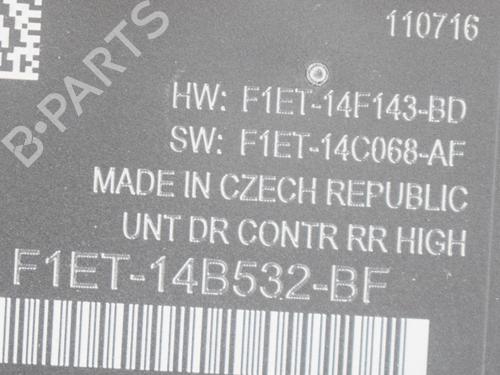 110716
B-PARTS
HW: F1ET-14F143-BD
SW: F1ET-14C068-AF
MADE IN CZECH REPUBLIC
UNT DR CONTR RR HIGH
F1ET-14B532-BF